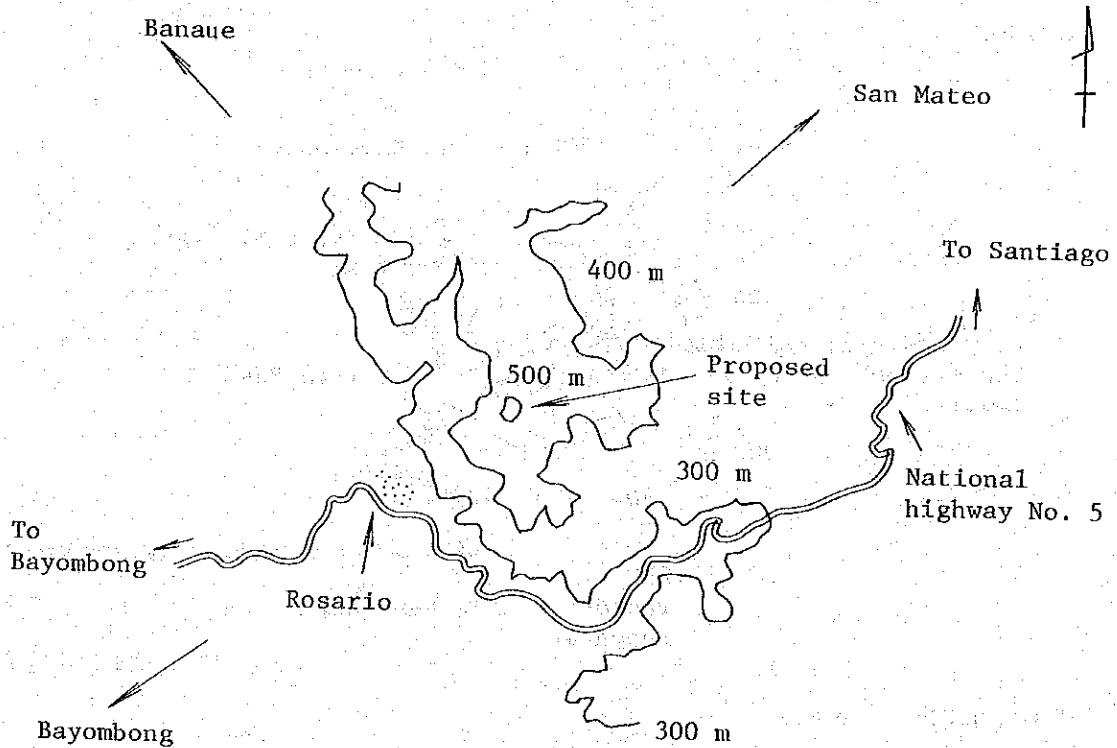 Banaue
San Mateo
To Santiago
400 m
500 m
Proposed
site
300 m
National
highway No. 5
To
Bayombong
Rosario
Bayombong
300 m